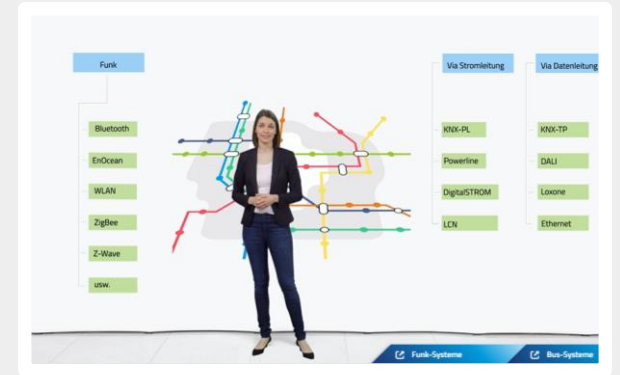 Funk
Bluetooth
EnOcean
WLAN
ZigBee
Z-Wave
usw.
Via Stromleitung
KNX-PL
Powerline
DigitalSTROM
LCN
Via Datenleitung
KNX-TP
DALI
Loxone
Ethernet
Funk-Systeme
Bus-Systeme